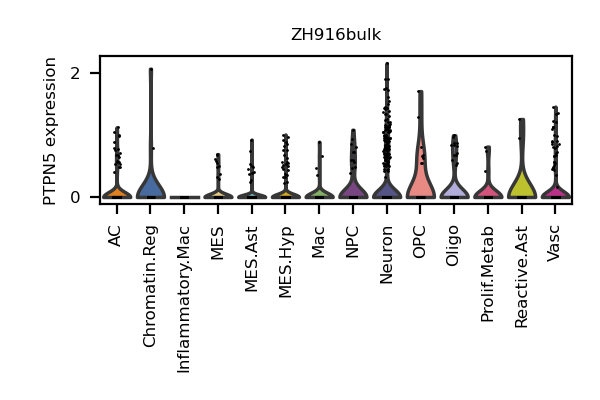 ZH916bulk
PTPN5 expression
2
0
AC
Chromatin.Reg
Inflammatory.Mac
MES
MES.Ast
MES.Hyp
Mac
NPC
Neuron
OPC
Oligo
Prolif.Metab
Reactive.Ast
Vasc